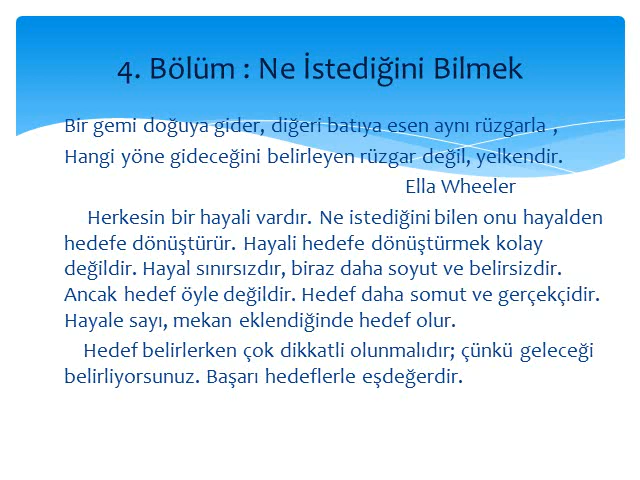 4. Bölüm : Ne İstediğini Bilmek
Bir gemi doğuya gider, diğeri batıya esen aynı rüzgarla ,
Hangi yöne gideceğini belirleyen rüzgar değil, yelkendir.
Ella Wheeler
Herkesin bir hayali vardır. Ne istediğini bilen onu hayalden
hedefe dönüştürür. Hayali hedefe dönüştürmek kolay
değildir. Hayal sınırsızdır, biraz daha soyut ve belirsizdir.
Ancak hedef öyle değildir. Hedef daha somut ve gerçekçidir.
Hayale sayı, mekan eklendiğinde hedef olur.
Hedef belirlerken çok dikkatli olunmalıdır; çünkü geleceği
belirliyorsunuz. Başarı hedeflerle eşdeğerdir.